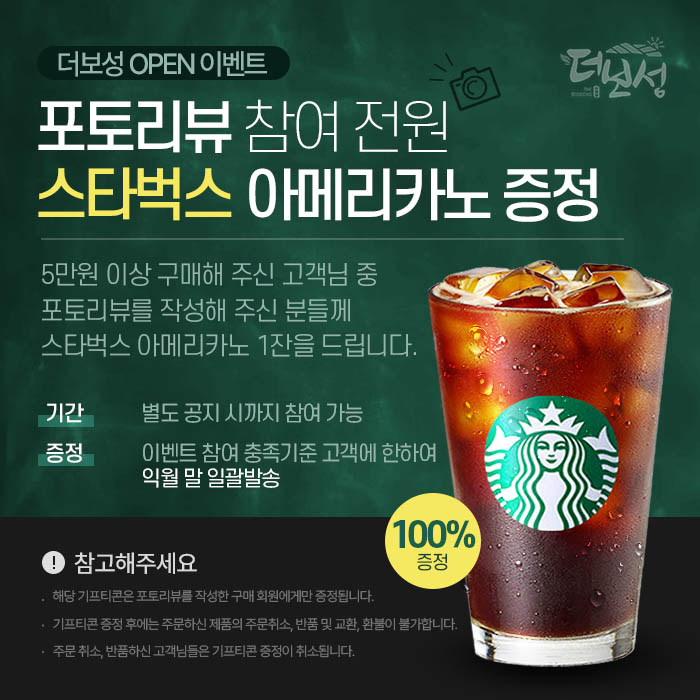 더보성 OPEN 이벤트
더보성
포토리뷰 참여 전원
스타벅스 아메리카노 증정
5만원 이상 구매해 주신 고객님 중
포토리뷰를 작성해 주신 분들께
스타벅스 아메리카노 1잔을 드립니다.
기간 별도 공지 시까지 참여 가능
증정 이벤트 참여 충족기준 고객에 한하여
익월 말 일괄발송
100%
증정
! 참고해주세요
· 해당 기프티콘은 포토리뷰를 작성한 구매 회원에게만 증정됩니다.
· 기프티콘 증정 후에는 주문하신 제품의 주문취소, 반품 및 교환, 환불이 불가합니다.
· 주문 취소, 반품하신 고객님들은 기프티콘 증정이 취소됩니다.